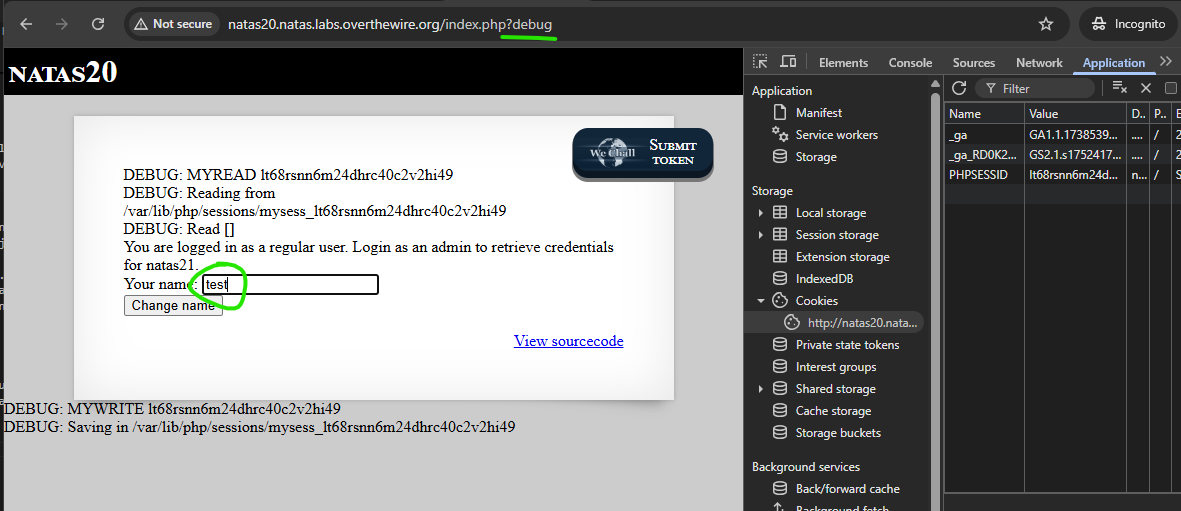 Not secure
natas20.natas.labs.overthewire.org/index.php?debug
Incognito
NATAS20
Elements Console Sources Network Application
We Chall
SUBMIT TOKEN
Application
Manifest
Service workers
Storage
Filter
Name Value D.. P..
_ga GA1.1.1738539... .... / 2
_ga_RD0K2... GS2.1.s1752417... .... / 2
PHPSESSID lt68rsnn6m24d... n... / S
DEBUG: MYREAD lt68rsnn6m24dhrc40c2v2hi49
DEBUG: Reading from
/var/lib/php/sessions/mysess_lt68rsnn6m24dhrc40c2v2hi49
DEBUG: Read []
You are logged in as a regular user. Login as an admin to retrieve credentials
for natas21.
Your name: test
Change name
View sourcecode
DEBUG: MYWRITE lt68rsnn6m24dhrc40c2v2hi49
DEBUG: Saving in /var/lib/php/sessions/mysess_lt68rsnn6m24dhrc40c2v2hi49
Storage
Local storage
Session storage
Extension storage
IndexedDB
Cookies
http://natas20.nata...
Private state tokens
Interest groups
Shared storage
Cache storage
Storage buckets
Background services
Back/forward cache
Background fetch